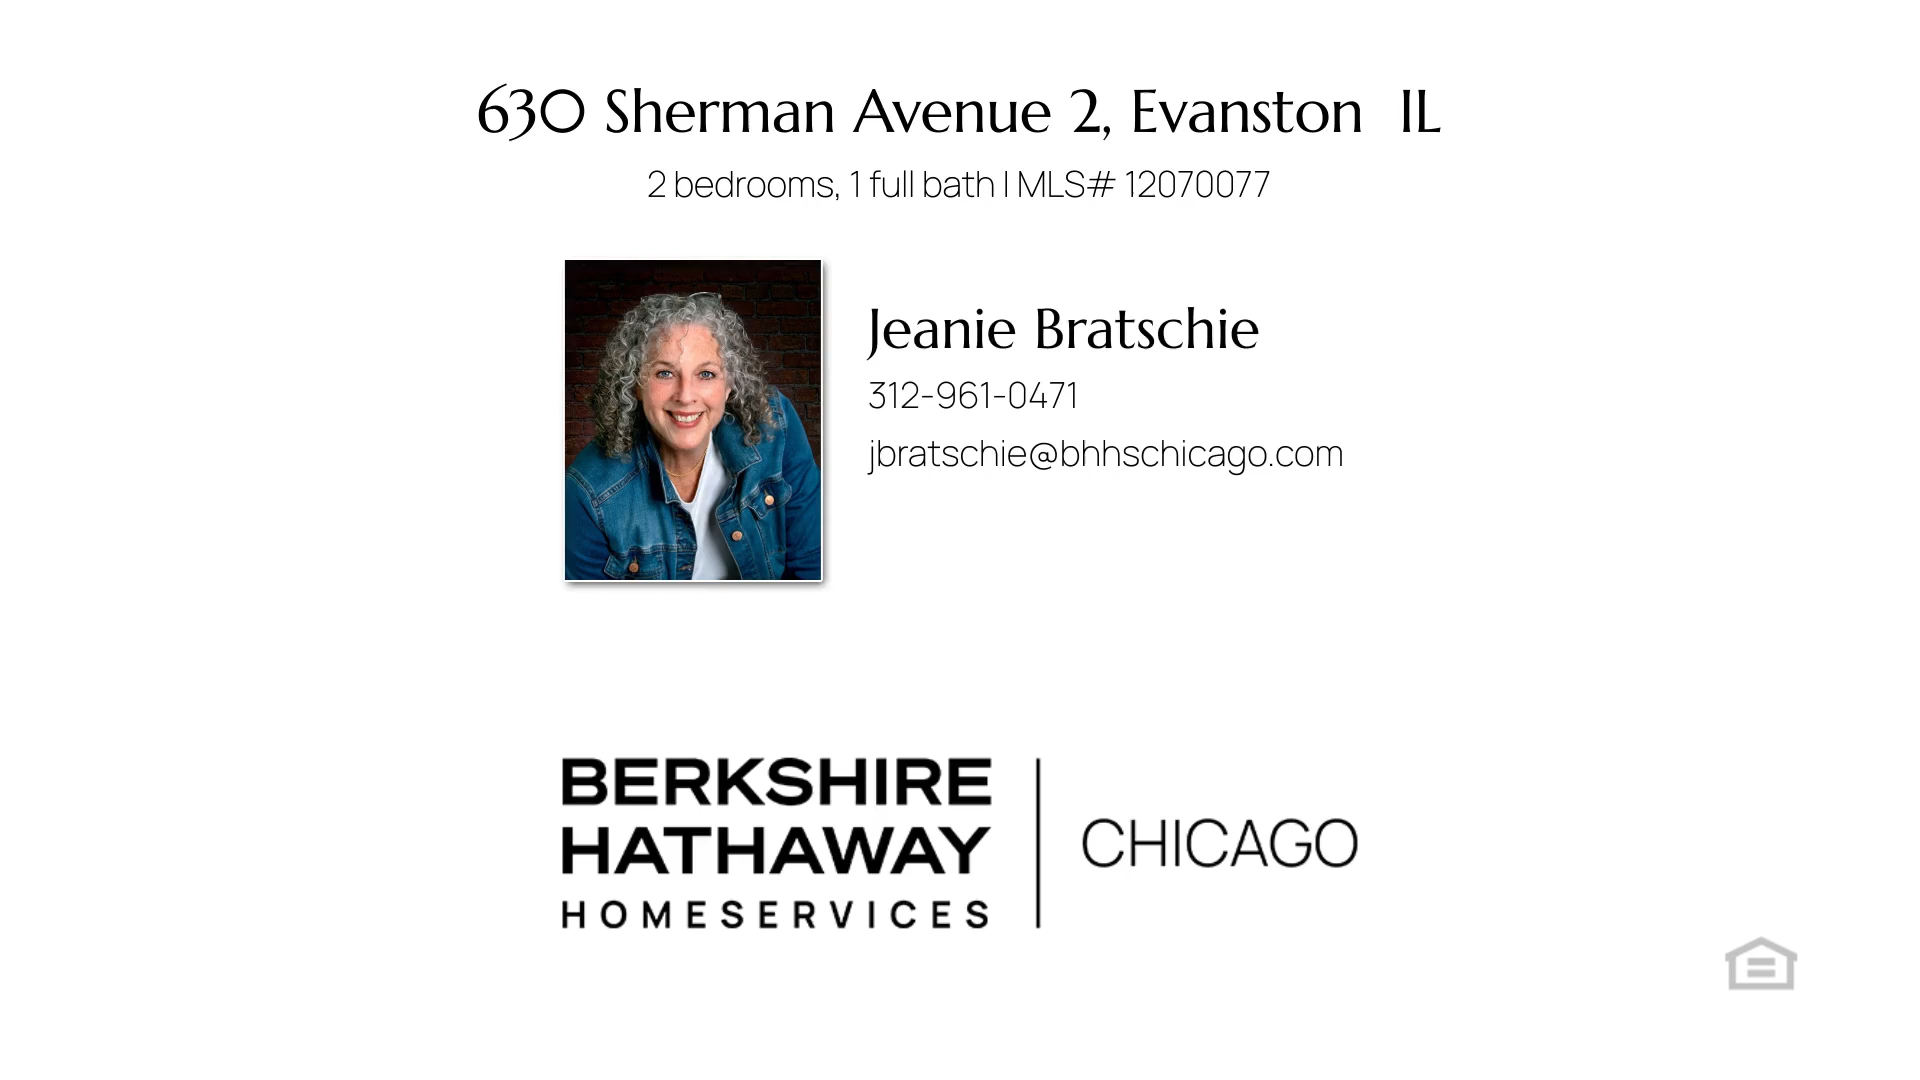 630 Sherman Avenue 2, Evanston  IL
2 bedrooms, 1 full bath | MLS# 12070077
Jeanie Bratschie
312-961-0471
jbratschie@bhhschicago.com
BERKSHIRE
HATHAWAY
HOMESERVICES
CHICAGO